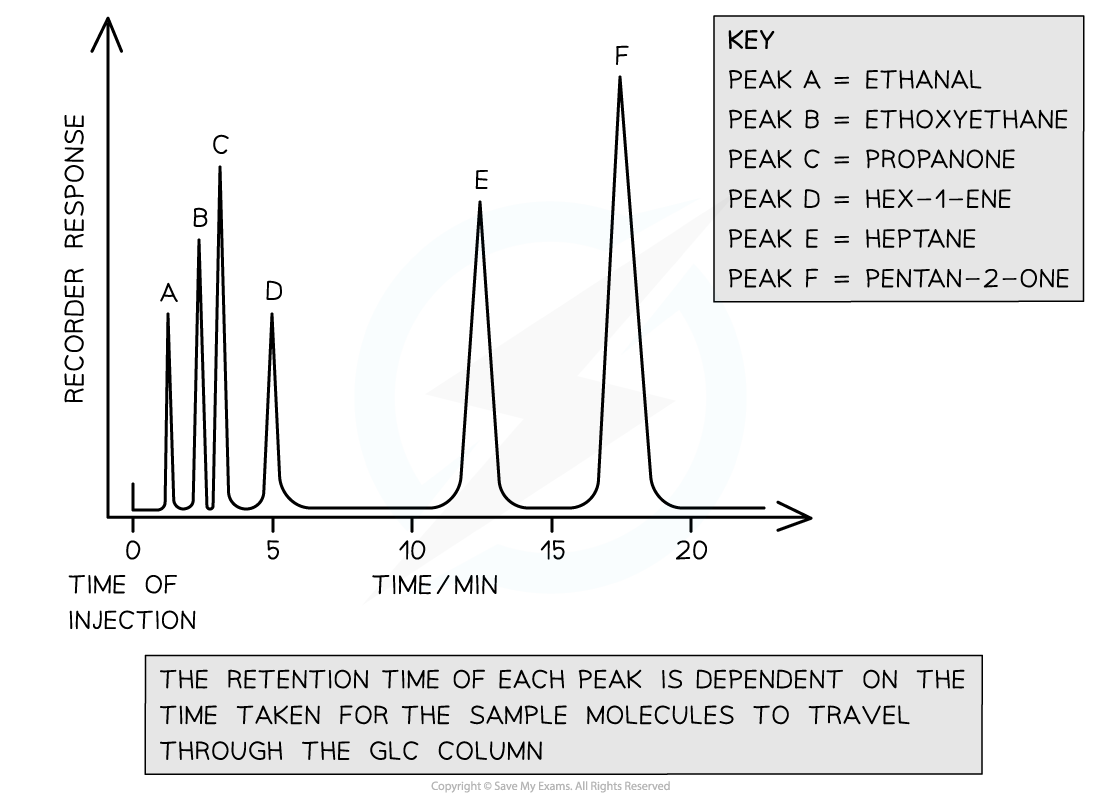 KEY
PEAK A = ETHANAL
PEAK B = ETHOXYETHANE
PEAK C = PROPANONE
PEAK D = HEX-1-ENE
PEAK E = HEPTANE
PEAK F = PENTAN-2-ONE
RECORDER RESPONSE
A
B
C
D
E
F
0 5 10 15 20
TIME OF
INJECTION
TIME/MIN
THE RETENTION TIME OF EACH PEAK IS DEPENDENT ON THE
TIME TAKEN FOR THE SAMPLE MOLECULES TO TRAVEL
THROUGH THE GLC COLUMN
Copyright © Save My Exams. All Rights Reserved